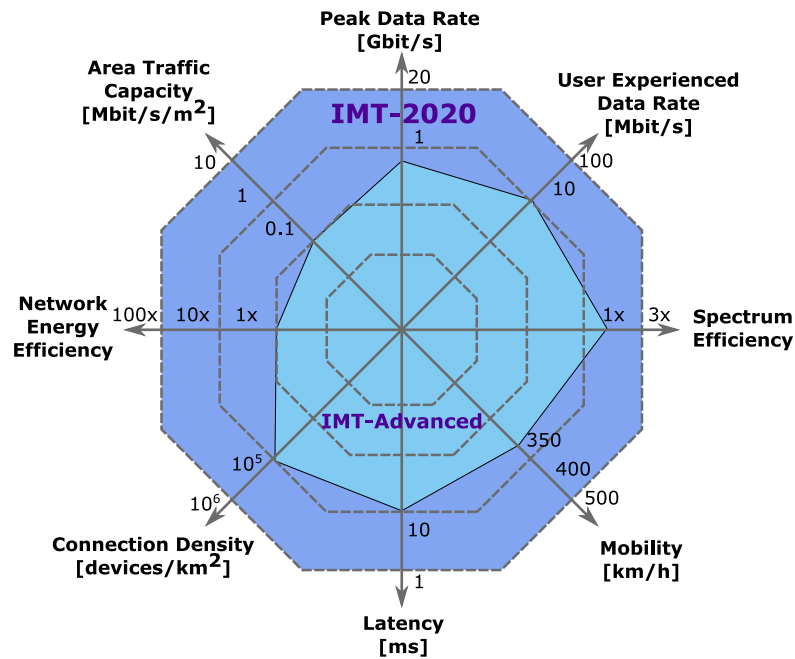 Peak Data Rate
[Gbit/s]
Area Traffic
Capacity
[Mbit/s/m²]
User Experienced
Data Rate
[Mbit/s]
20
IMT-2020
1
10
100
1
10
0.1
Network
Energy
Efficiency
100x
10x
1x
1x
3x
Spectrum
Efficiency
IMT-Advanced
350
10⁵
400
10⁶
500
10
Connection Density
[devices/km²]
Mobility
[km/h]
1
Latency
[ms]